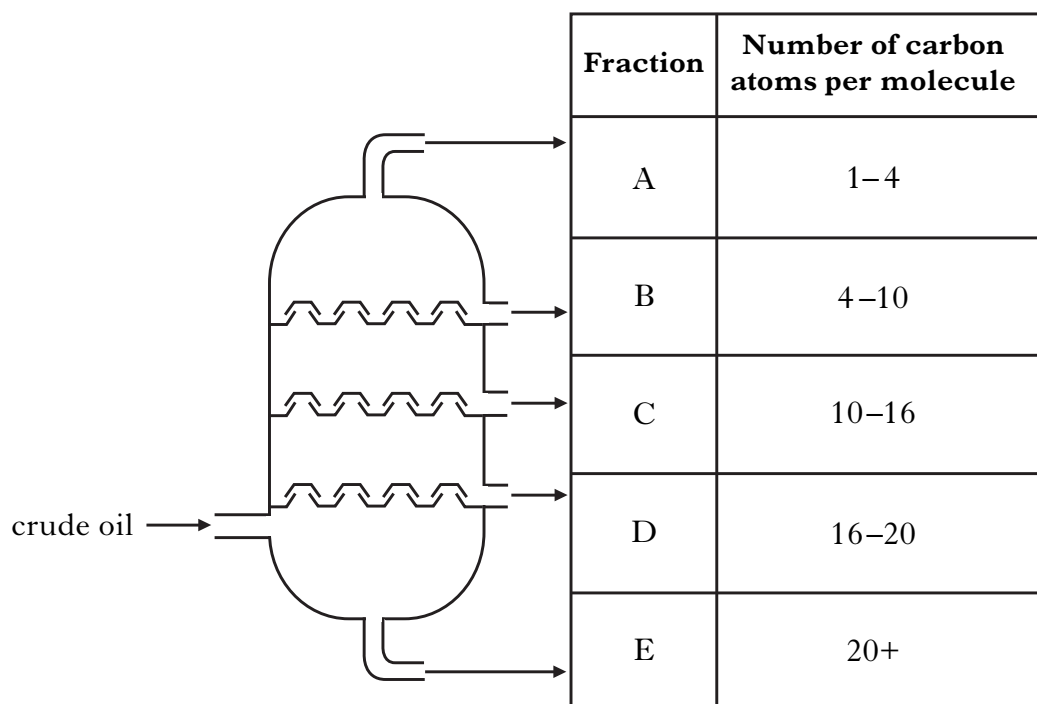 Fraction
Number of carbon
atoms per molecule
A
1–4
B
4–10
C
10–16
crude oil
D
16–20
E
20+